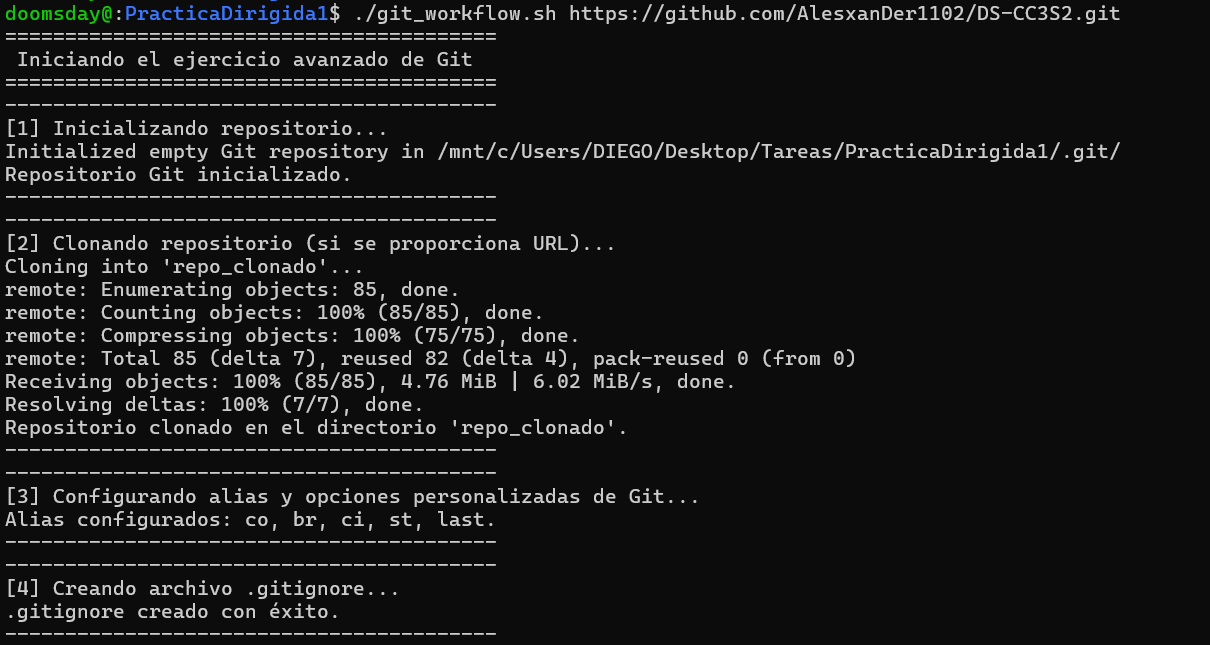 doomsday@:PracticaDirigida1$ ./git_workflow.sh https://github.com/AlesxanDer1102/DS-CC3S2.git
=========================================
 Iniciando el ejercicio avanzado de Git
=========================================
-----------------------------------------
[1] Inicializando repositorio...
Initialized empty Git repository in /mnt/c/Users/DIEGO/Desktop/Tareas/PracticaDirigida1/.git/
Repositorio Git inicializado.
-----------------------------------------
-----------------------------------------
[2] Clonando repositorio (si se proporciona URL)...
Cloning into 'repo_clonado'...
remote: Enumerating objects: 85, done.
remote: Counting objects: 100% (85/85), done.
remote: Compressing objects: 100% (75/75), done.
remote: Total 85 (delta 7), reused 82 (delta 4), pack-reused 0 (from 0)
Receiving objects: 100% (85/85), 4.76 MiB | 6.02 MiB/s, done.
Resolving deltas: 100% (7/7), done.
Repositorio clonado en el directorio 'repo_clonado'.
-----------------------------------------
-----------------------------------------
[3] Configurando alias y opciones personalizadas de Git...
Alias configurados: co, br, ci, st, last.
-----------------------------------------
-----------------------------------------
[4] Creando archivo .gitignore...
.gitignore creado con éxito.
-----------------------------------------